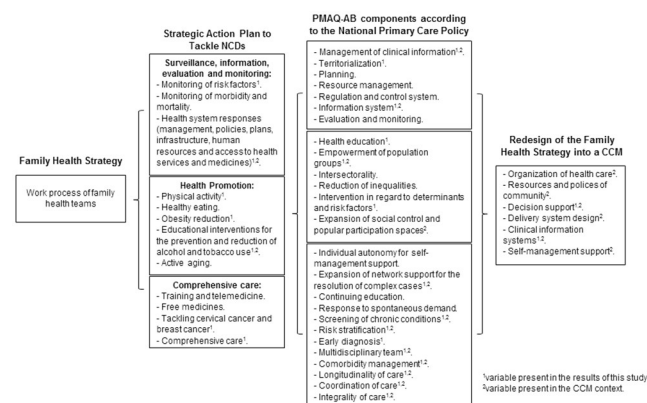 Family Health Strategy
Work process of family
health teams
Strategic Action Plan to
Tackle NCDs
Surveillance, information,
evaluation and monitoring:
- Monitoring of risk factors¹.
- Monitoring of morbidity and
mortality.
- Health system responses
(management, policies, plans,
infrastructure, human
resources and access to health
services and medicines)¹·².
Health Promotion:
- Physical activity¹.
- Healthy eating.
- Obesity reduction¹.
- Educational interventions for
the prevention and reduction of
alcohol and tobacco use¹·².
- Active aging.
Comprehensive care:
- Training and telemedicine.
- Free medicines.
- Tackling cervical cancer and
breast cancer¹.
- Comprehensive care¹.
PMAQ-AB components according
to the National Primary Care Policy
- Management of clinical information¹·².
- Territorialization¹.
- Planning.
- Resource management.
- Regulation and control system.
- Information system¹·².
- Evaluation and monitoring.
- Health education¹.
- Empowerment of population
groups¹·².
- Intersectorality.
- Reduction of inequalities.
- Intervention in regard to determinants
and risk factors¹.
- Expansion of social control and
popular participation spaces².
- Individual autonomy for self-
management support.
- Expansion of network support for the
resolution of complex cases¹·².
- Continuing education.
- Response to spontaneous demand.
- Screening of chronic conditions¹·².
- Risk stratification¹·².
- Early diagnosis¹.
- Multidisciplinary team¹·².
- Comorbidity management¹·².
- Longitudinality of care¹·².
- Coordination of care¹·².
- Integrality of care¹·².
Redesign of the Family
Health Strategy into a CCM
- Organization of health care².
- Resources and polices of
community².
- Decision support¹·².
- Delivery system design².
- Clinical information
systems¹·².
- Self-management support².
¹variable present in the results of this study
²variable present in the CCM context.